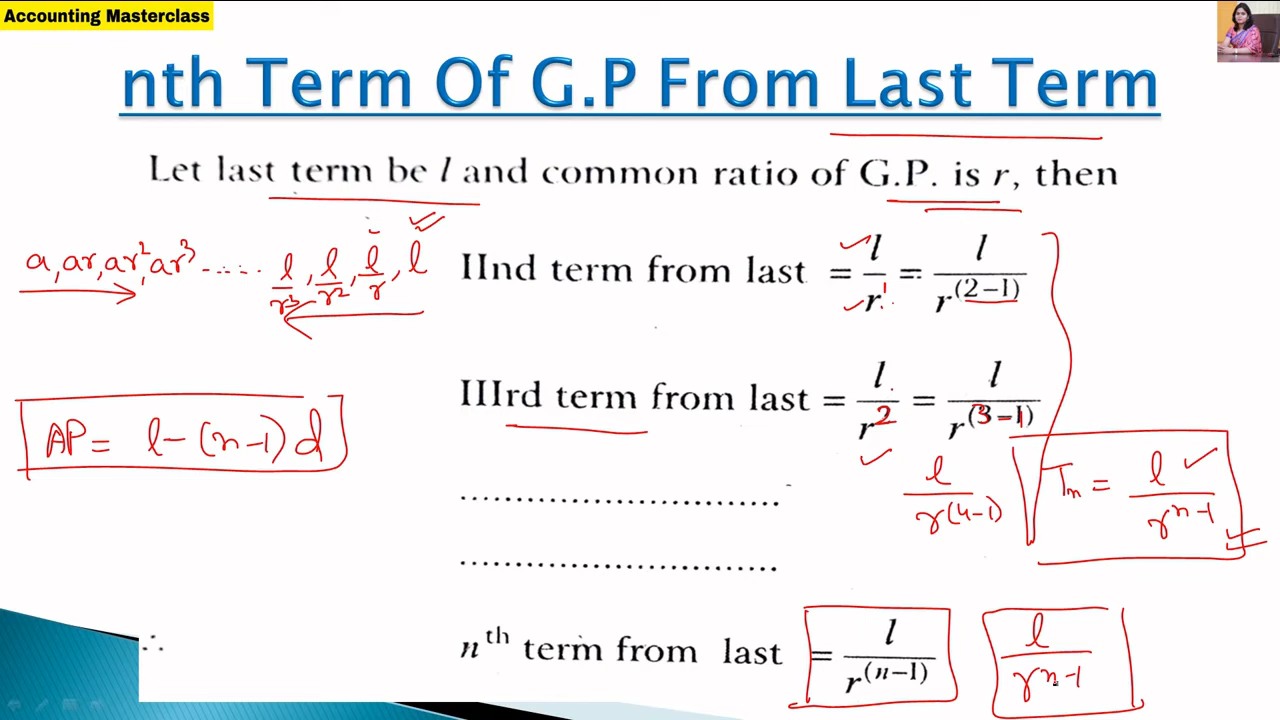 Accounting Masterclass
nth Term Of G.P From Last Term
Let last term be l and common ratio of G.P. is r, then
a, ar, ar², ar³ ...... l/r³, l/r², l/r, l
IInd term from last = l/r¹ = l/r^(2−1)
IIIrd term from last = l/r² = l/r^(3−1)
AP = l − (n−1) d
l/r^(4−1)
Tn = l/r^n−1
................................
................................
∴ nth term from last = l/r^(n−1)
l/r^n−1